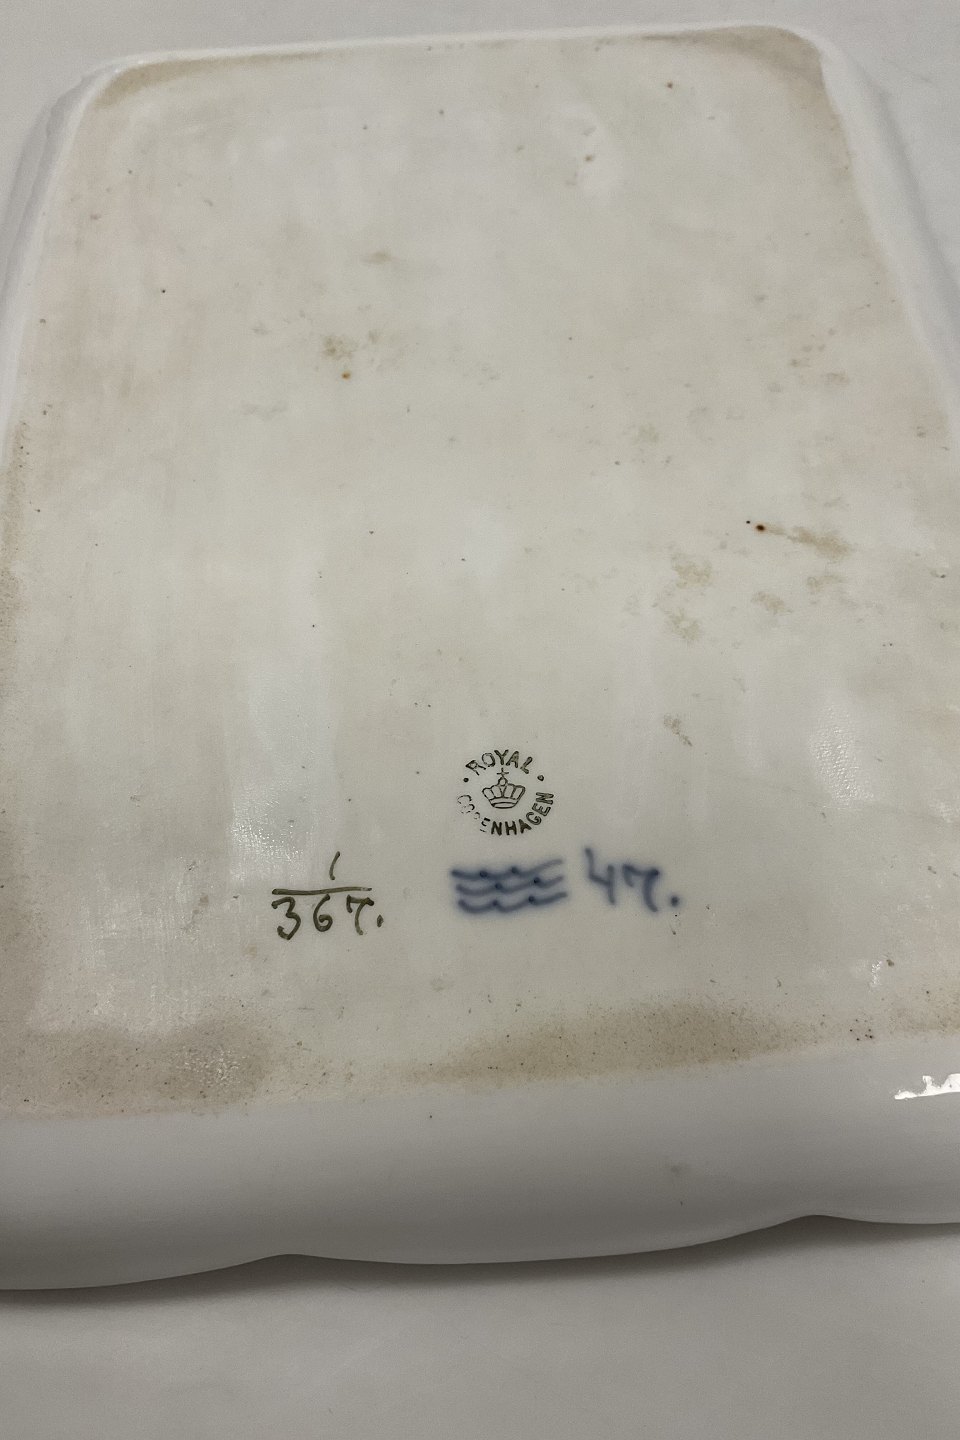 ROYAL
COPENHAGEN
1
367.
47.